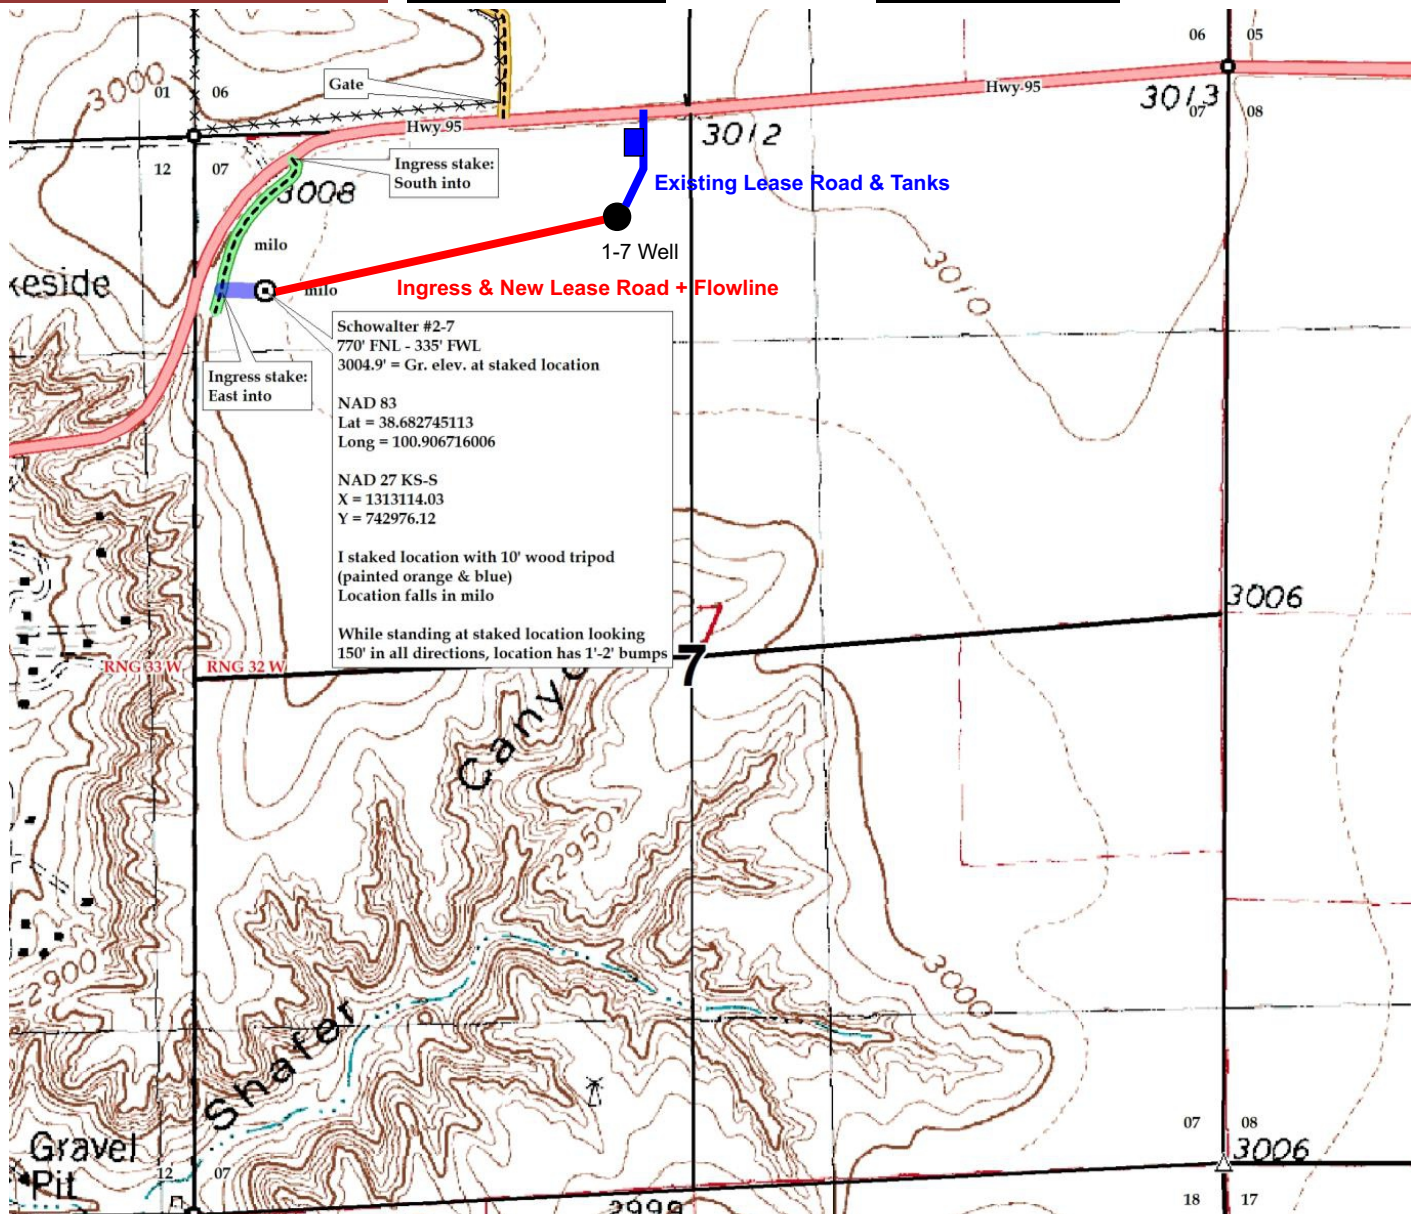 06 05
3000
01 06
Gate
Hwy 95
3013
07 08
Hwy 95
3012
12 07
Ingress stake:
South into
3008
Existing Lease Road & Tanks
milo
1-7 Well
3010
keside
milo
Ingress & New Lease Road + Flowline
Schowalter #2-7
770' FNL - 335' FWL
3004.9' = Gr. elev. at staked location
NAD 83
Lat = 38.682745113
Long = 100.906716006
NAD 27 KS-S
X = 1313114.03
Y = 742976.12
I staked location with 10' wood tripod
(painted orange & blue)
Location falls in milo
While standing at staked location looking
150' in all directions, location has 1'-2' bumps
Ingress stake:
East into
3006
7
7
RNG 33 W RNG 32 W
Canyo
2950
2900
3000
Shafer
07 08
3006
Gravel
Pit
12 07
18 17
2999